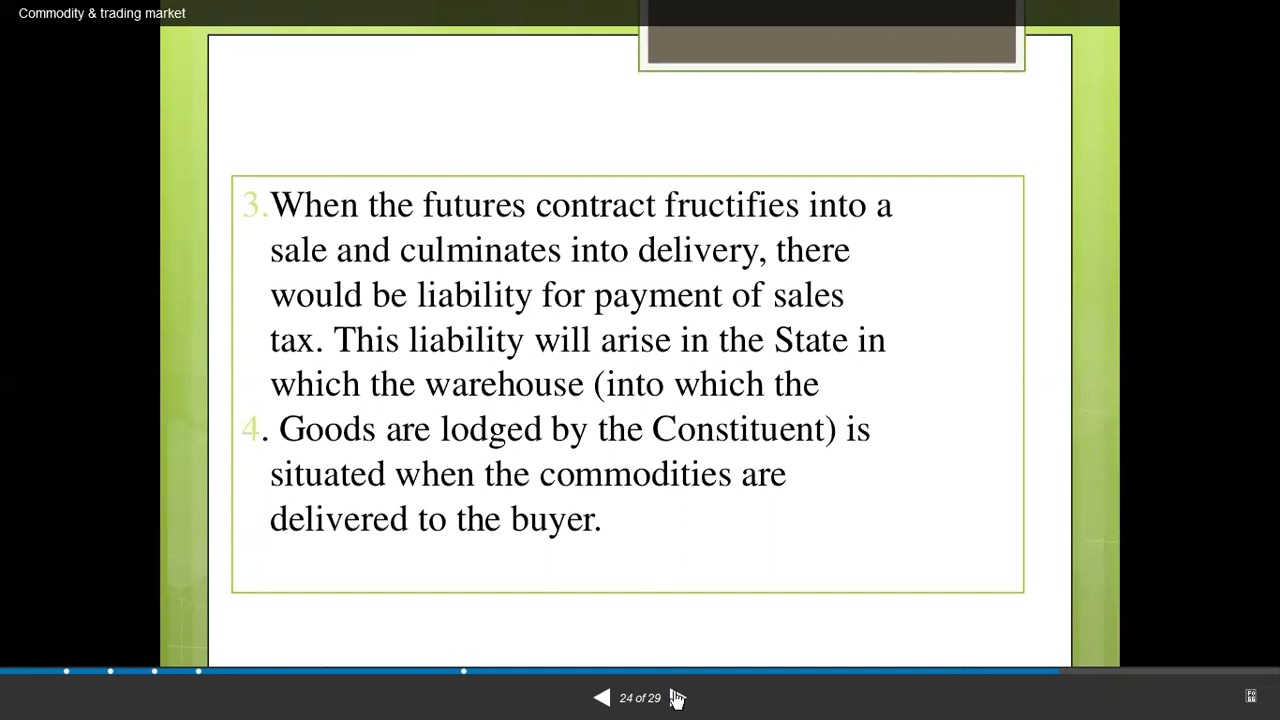 Commodity & trading market
3.When the futures contract fructifies into a
sale and culminates into delivery, there
would be liability for payment of sales
tax. This liability will arise in the State in
which the warehouse (into which the
4. Goods are lodged by the Constituent) is
situated when the commodities are
delivered to the buyer.
24 of 29